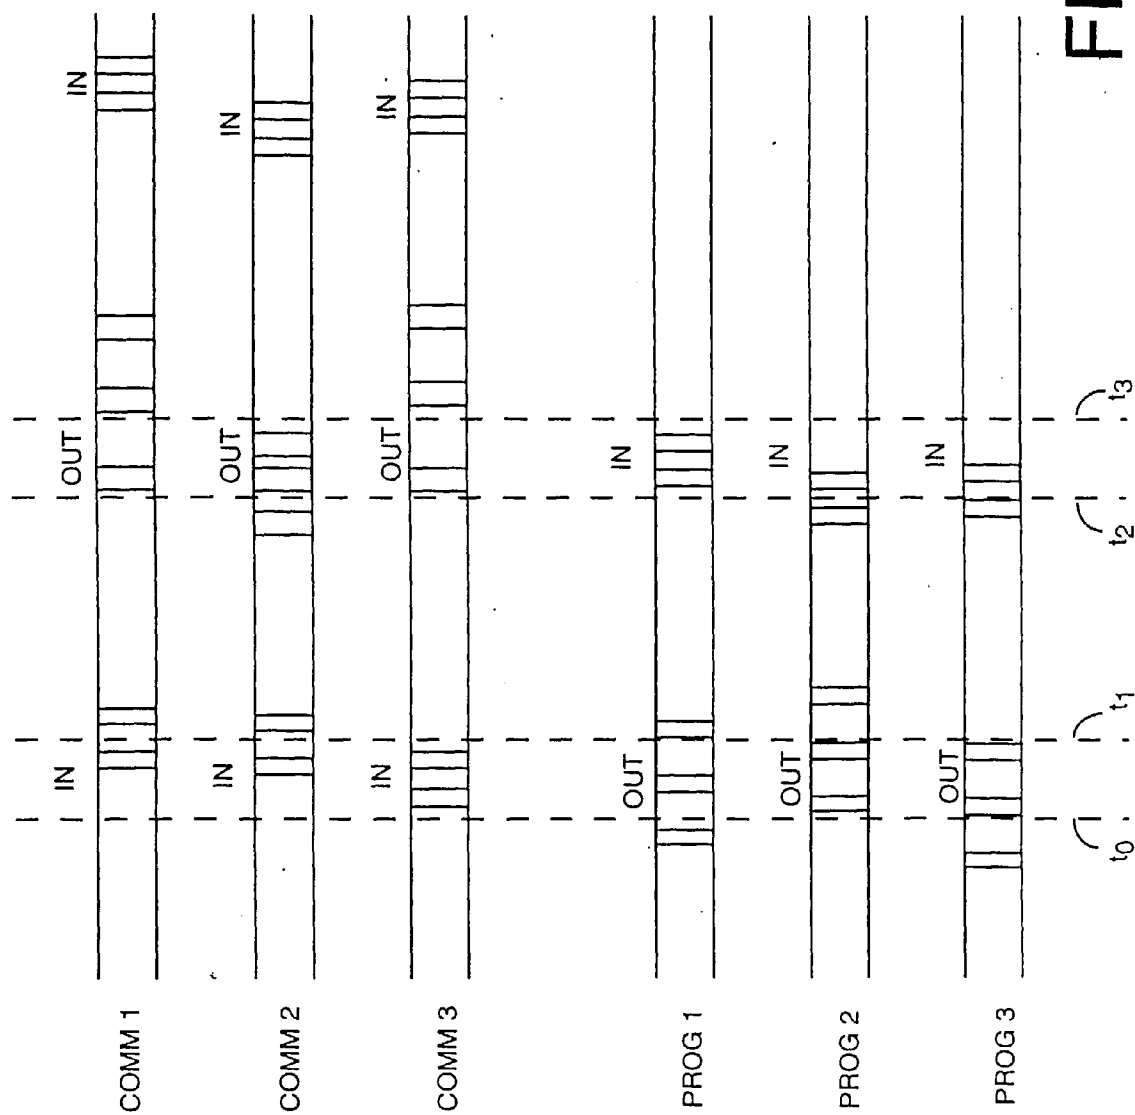 COMM 1 IN OUT IN
COMM 2 IN OUT IN
COMM 3 IN OUT IN
PROG 1 OUT IN
PROG 2 OUT IN
PROG 3 OUT IN
t0 t1 t2 t3